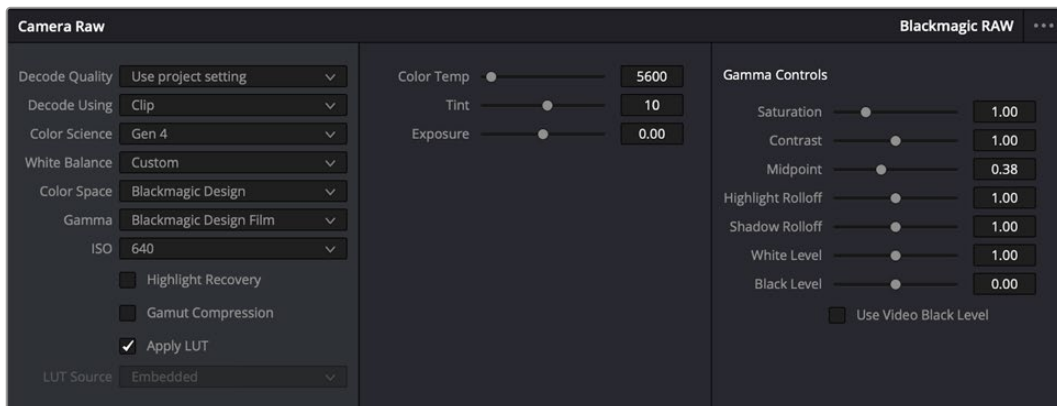 Camera Raw
Blackmagic RAW
Decode Quality Use project setting
Decode Using Clip
Color Science Gen 4
White Balance Custom
Color Space Blackmagic Design
Gamma Blackmagic Design Film
ISO 640
Highlight Recovery
Gamut Compression
Apply LUT
LUT Source Embedded
Color Temp 5600
Tint 10
Exposure 0.00
Gamma Controls
Saturation 1.00
Contrast 1.00
Midpoint 0.38
Highlight Rolloff 1.00
Shadow Rolloff 1.00
White Level 1.00
Black Level 0.00
Use Video Black Level